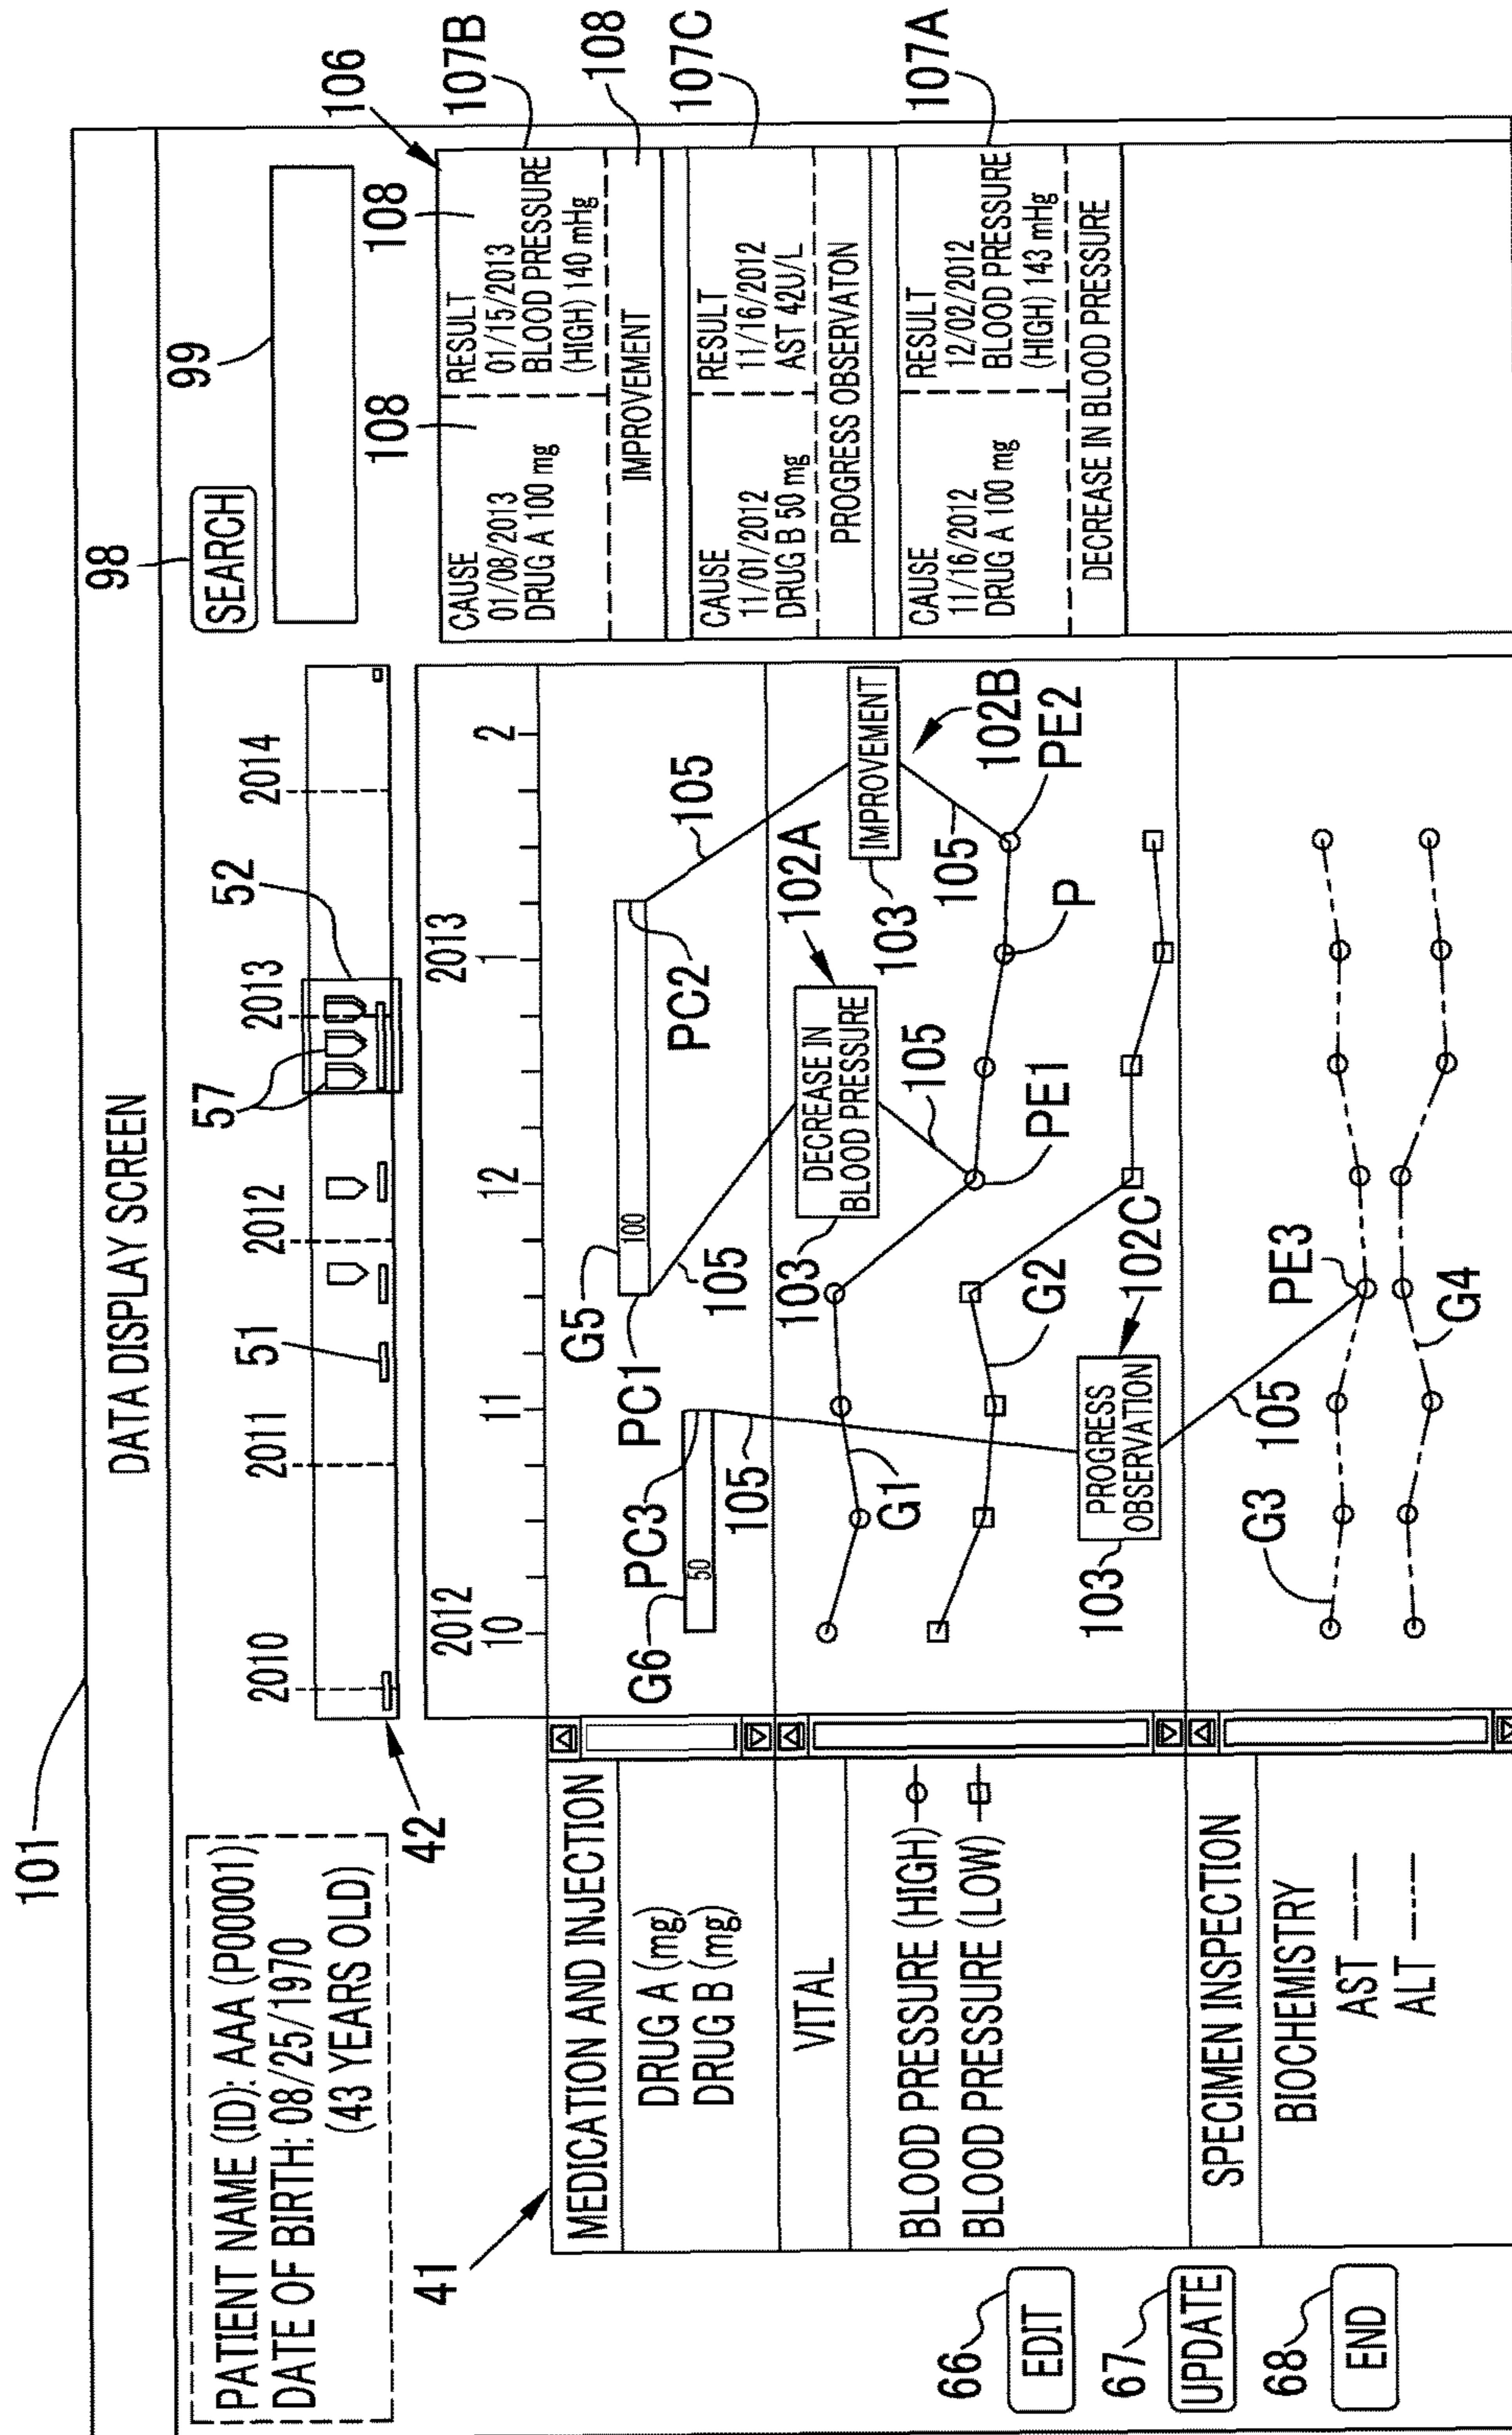 101
DATA DISPLAY SCREEN
PATIENT NAME (ID): AAA (P00001)
DATE OF BIRTH: 08/25/1970
(43 YEARS OLD)
42
2010
2011
51
2012
57
2013
52
2014
98
SEARCH
99
41
2012
10
11
12
2013
1
2
MEDICATION AND INJECTION
DRUG A (mg)
DRUG B (mg)
G5
100
PC1
105
PC2
105
G6
50
PC3
105
VITAL
BLOOD PRESSURE (HIGH)
BLOOD PRESSURE (LOW)
103
DECREASE IN
BLOOD PRESSURE
102A
105
PE1
103
IMPROVEMENT
102B
105
PE2
P
G1
G2
103
PROGRESS
OBSERVATION
102C
105
SPECIMEN INSPECTION
BIOCHEMISTRY
AST
ALT
G3
PE3
G4
106
108
108
CAUSE
01/08/2013
DRUG A 100 mg
RESULT
01/15/2013
BLOOD PRESSURE
(HIGH) 140 mHg
IMPROVEMENT
107B
108
CAUSE
11/01/2012
DRUG B 50 mg
RESULT
11/16/2012
AST 42U/L
PROGRESS OBSERVATON
107C
CAUSE
11/16/2012
DRUG A 100 mg
RESULT
12/02/2012
BLOOD PRESSURE
(HIGH) 143 mHg
DECREASE IN BLOOD PRESSURE
107A
66
EDIT
67
UPDATE
68
END